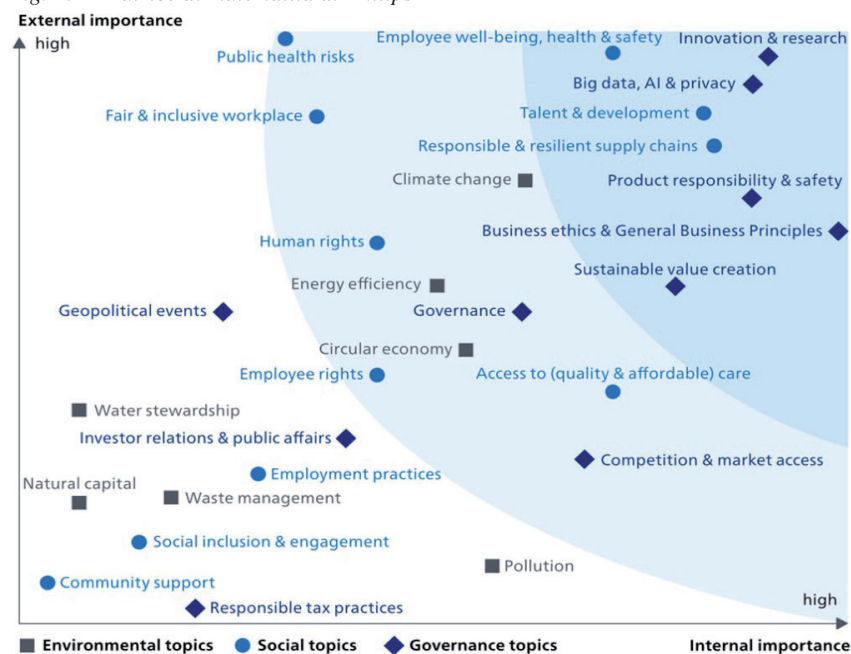 External importance
high
Employee well-being, health & safety
Innovation & research
Public health risks
Big data, AI & privacy
Fair & inclusive workplace
Talent & development
Responsible & resilient supply chains
Climate change
Product responsibility & safety
Business ethics & General Business Principles
Human rights
Sustainable value creation
Energy efficiency
Geopolitical events
Governance
Circular economy
Employee rights
Access to (quality & affordable) care
Water stewardship
Investor relations & public affairs
Competition & market access
Employment practices
Natural capital
Waste management
Social inclusion & engagement
Pollution
Community support
high
Responsible tax practices
Environmental topics
Social topics
Governance topics
Internal importance